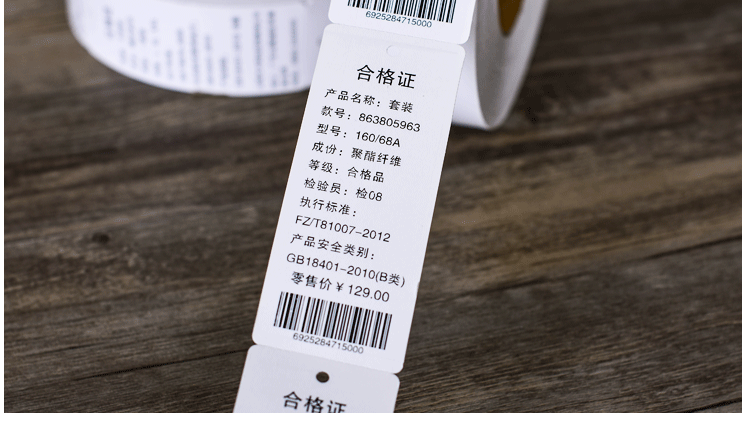 6925284715000
合格证
产品名称：套装
款号：863805963
型号：160/68A
成份：聚酯纤维
等级：合格品
检验员：检08
执行标准：
FZ/T81007-2012
产品安全类别：
GB18401-2010(B类)
零售价￥129.00
6925284715000
合格证